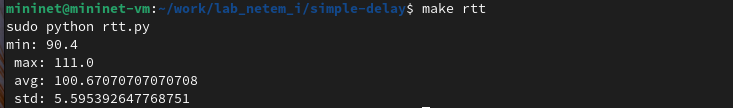 mininet@mininet-vm:~/work/lab_netem_i/simple-delay$ make rtt
sudo python rtt.py
min: 90.4
 max: 111.0
 avg: 100.67070707070708
 std: 5.595392647768751